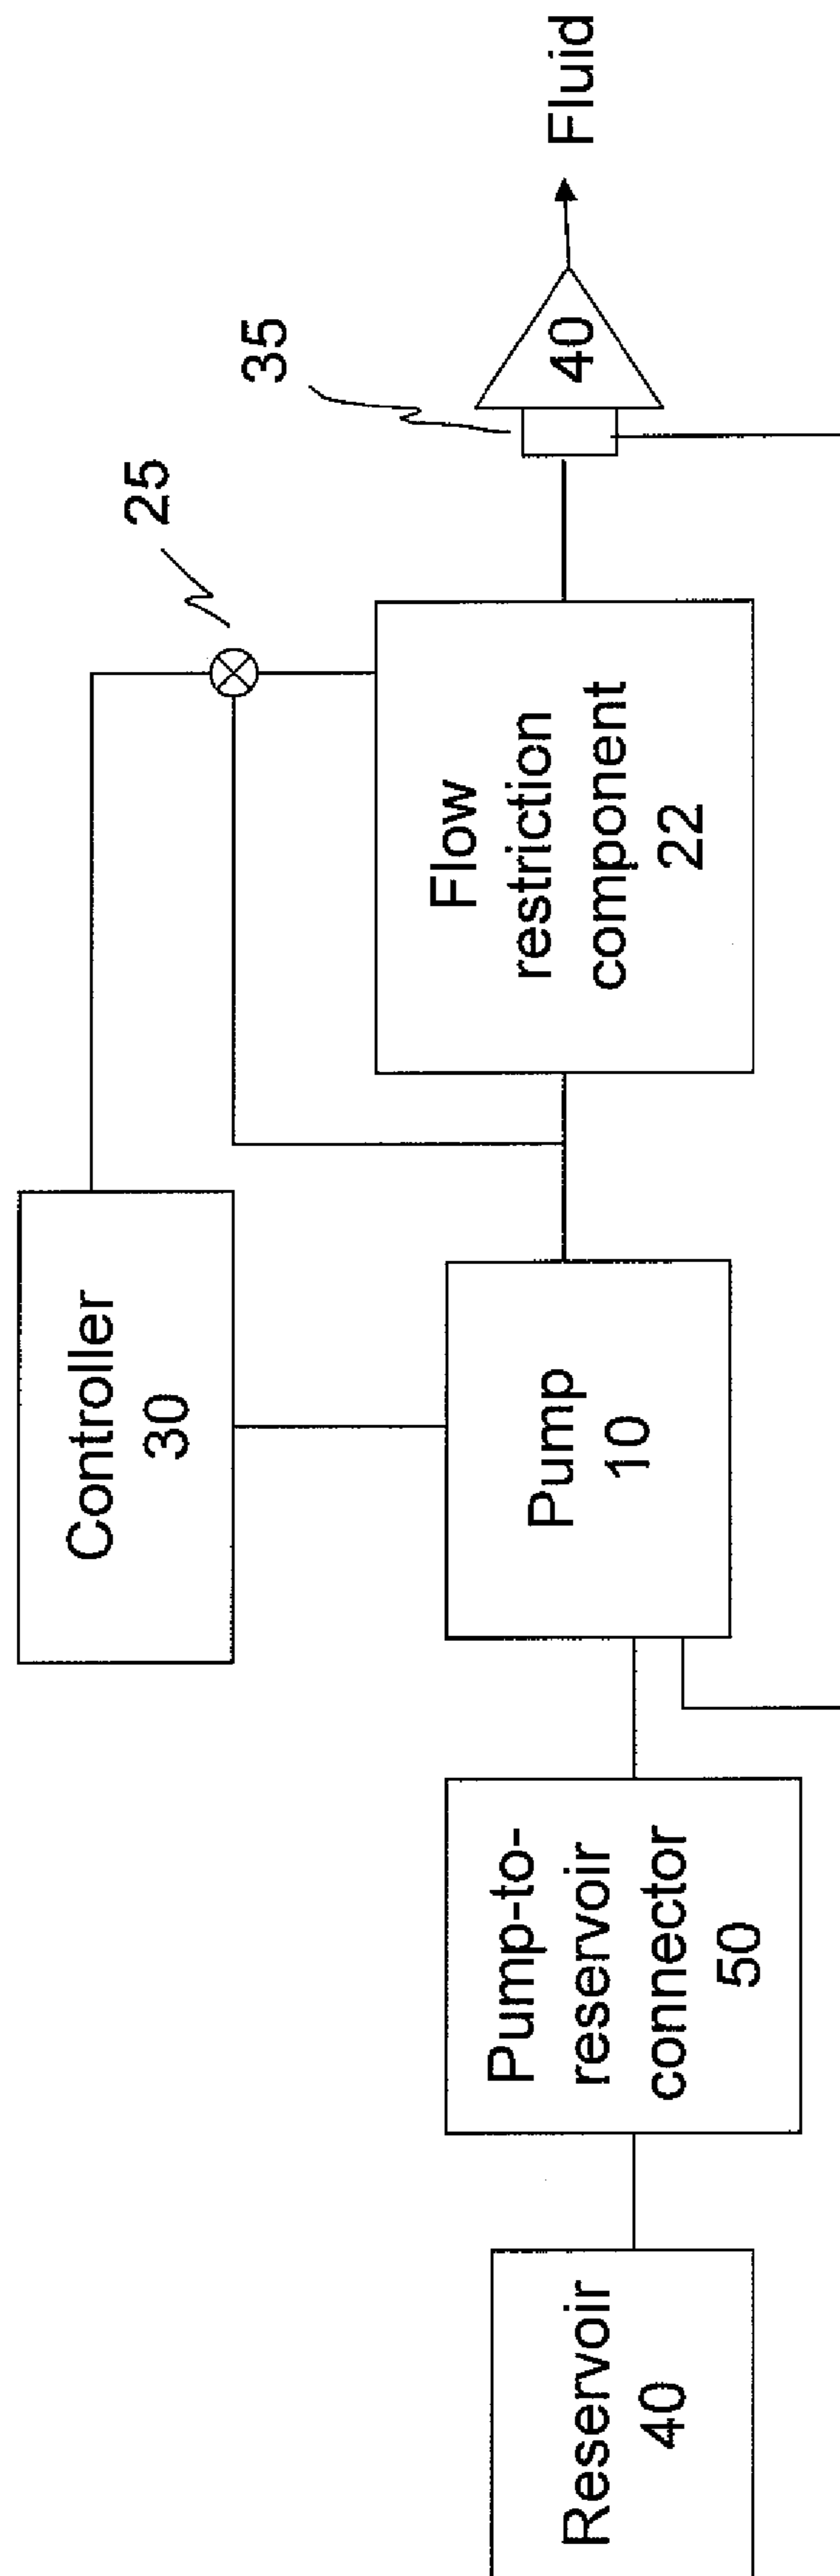 Controller
30
25
35
Reservoir
40
Pump-to-
reservoir
connector
50
Pump
10
Flow
restriction
component
22
40
Fluid